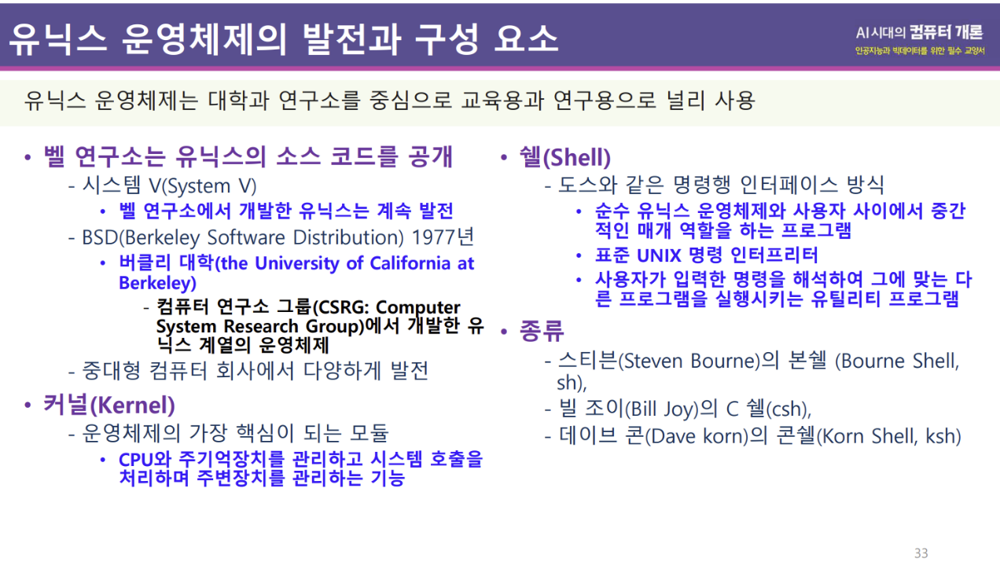 유닉스 운영체제의 발전과 구성 요소
AI시대의 컴퓨터 개론
인공지능과 빅데이터를 위한 필수 교양서
유닉스 운영체제는 대학과 연구소를 중심으로 교육용과 연구용으로 널리 사용
• 벨 연구소는 유닉스의 소스 코드를 공개
- 시스템 V(System V)
• 벨 연구소에서 개발한 유닉스는 계속 발전
- BSD(Berkeley Software Distribution) 1977년
• 버클리 대학(the University of California at
Berkeley)
- 컴퓨터 연구소 그룹(CSRG: Computer
System Research Group)에서 개발한 유
닉스 계열의 운영체제
- 중대형 컴퓨터 회사에서 다양하게 발전
• 커널(Kernel)
- 운영체제의 가장 핵심이 되는 모듈
• CPU와 주기억장치를 관리하고 시스템 호출을
처리하며 주변장치를 관리하는 기능
• 쉘(Shell)
- 도스와 같은 명령행 인터페이스 방식
• 순수 유닉스 운영체제와 사용자 사이에서 중간
적인 매개 역할을 하는 프로그램
• 표준 UNIX 명령 인터프리터
• 사용자가 입력한 명령을 해석하여 그에 맞는 다
른 프로그램을 실행시키는 유틸리티 프로그램
• 종류
- 스티븐(Steven Bourne)의 본쉘 (Bourne Shell,
sh),
- 빌 조이(Bill Joy)의 C 쉘(csh),
- 데이브 콘(Dave korn)의 콘쉘(Korn Shell, ksh)
33